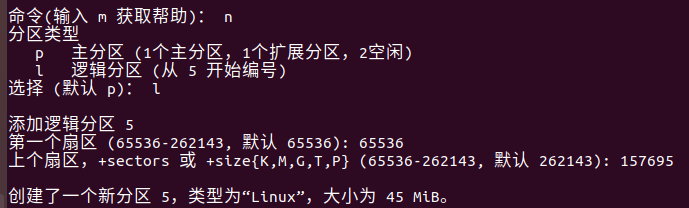 命令(输入 m 获取帮助)： n
分区类型
p 主分区 (1个主分区，1个扩展分区，2空闲)
l 逻辑分区 (从 5 开始编号)
选择 (默认 p)： l
添加逻辑分区 5
第一个扇区 (65536-262143, 默认 65536): 65536
上个扇区，+sectors 或 +size{K,M,G,T,P} (65536-262143, 默认 262143): 157695
创建了一个新分区 5，类型为“Linux”，大小为 45 MiB。